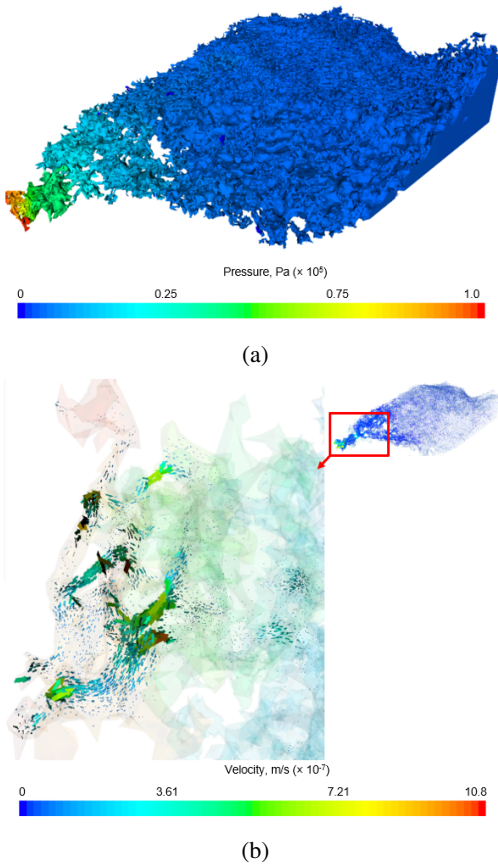 Pressure, Pa (× 10⁵)
0 0.25 0.75 1.0
(a)
Velocity, m/s (× 10⁻⁷)
0 3.61 7.21 10.8
(b)